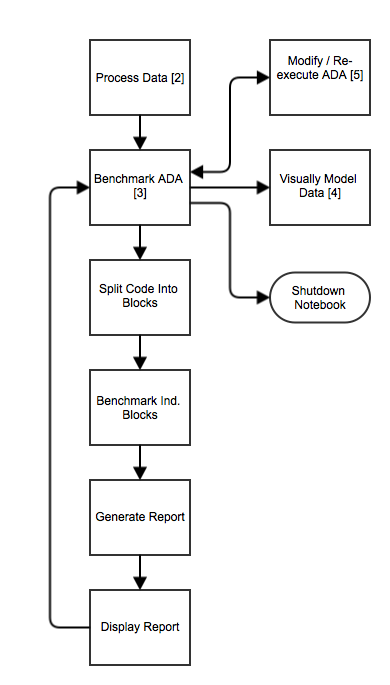 Process Data [2]
Modify / Re-
execute ADA [5]
Benchmark ADA
[3]
Visually Model
Data [4]
Split Code Into
Blocks
Shutdown
Notebook
Benchmark Ind.
Blocks
Generate Report
Display Report